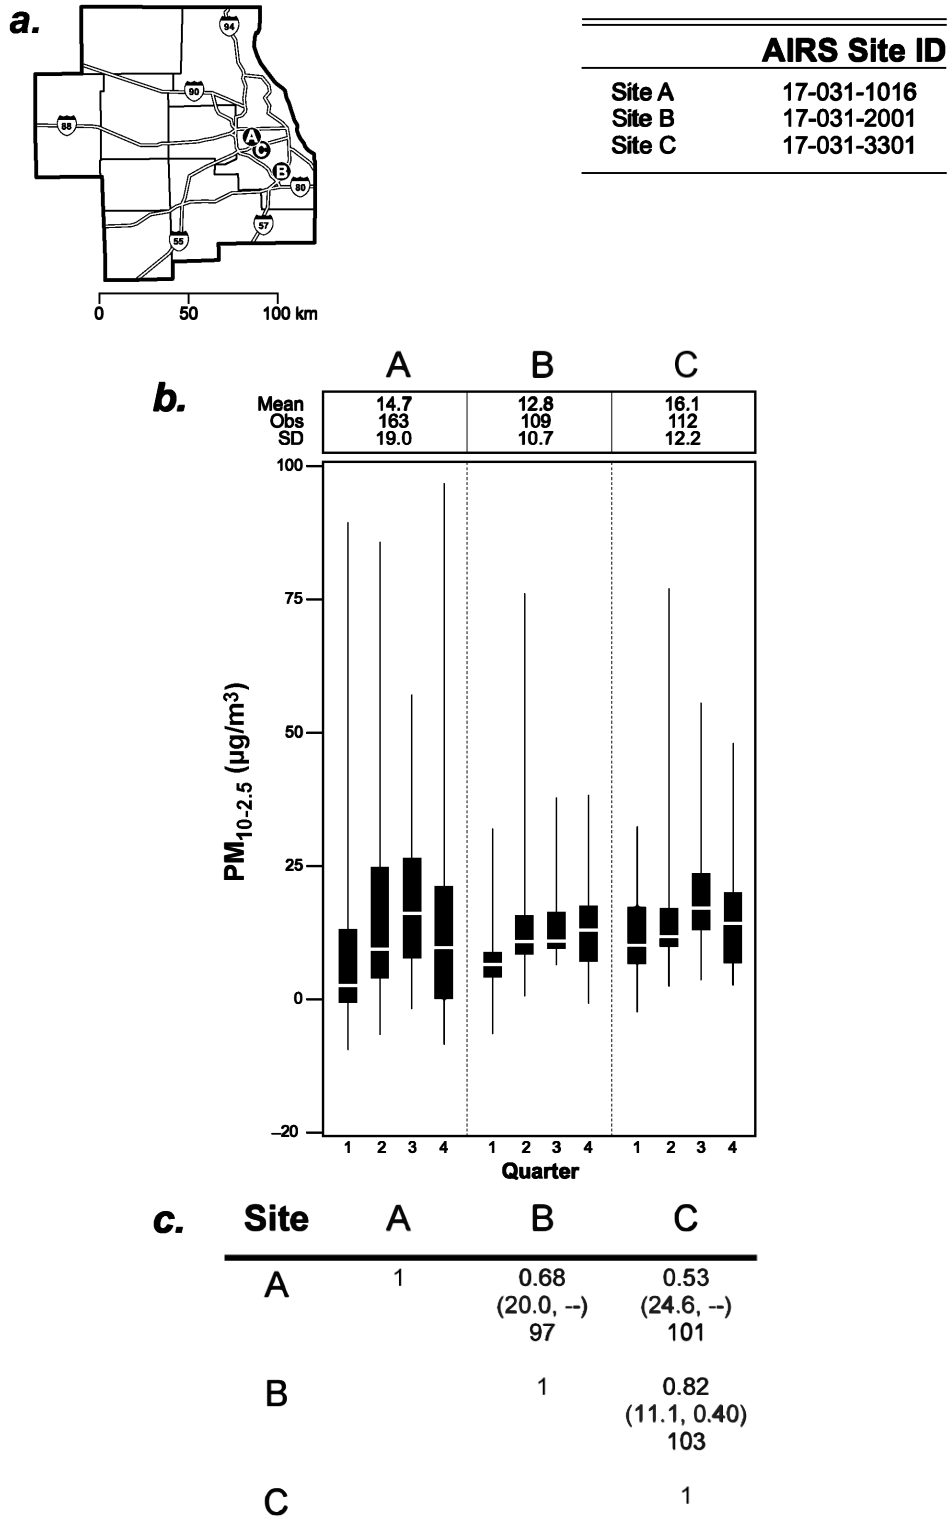 a.
94
90
88
A
C
B
80
57
55
0 50 100 km
AIRS Site ID
Site A 17-031-1016
Site B 17-031-2001
Site C 17-031-3301
b.
A B C
Mean 14.7 12.8 16.1
Obs 163 109 112
SD 19.0 10.7 12.2
100
75
50
25
0
–20
PM10-2.5 (µg/m3)
1 2 3 4 1 2 3 4 1 2 3 4
Quarter
c. Site A B C
A 1 0.68 0.53
(20.0, --) (24.6, --)
97 101
B 1 0.82
(11.1, 0.40)
103
C 1